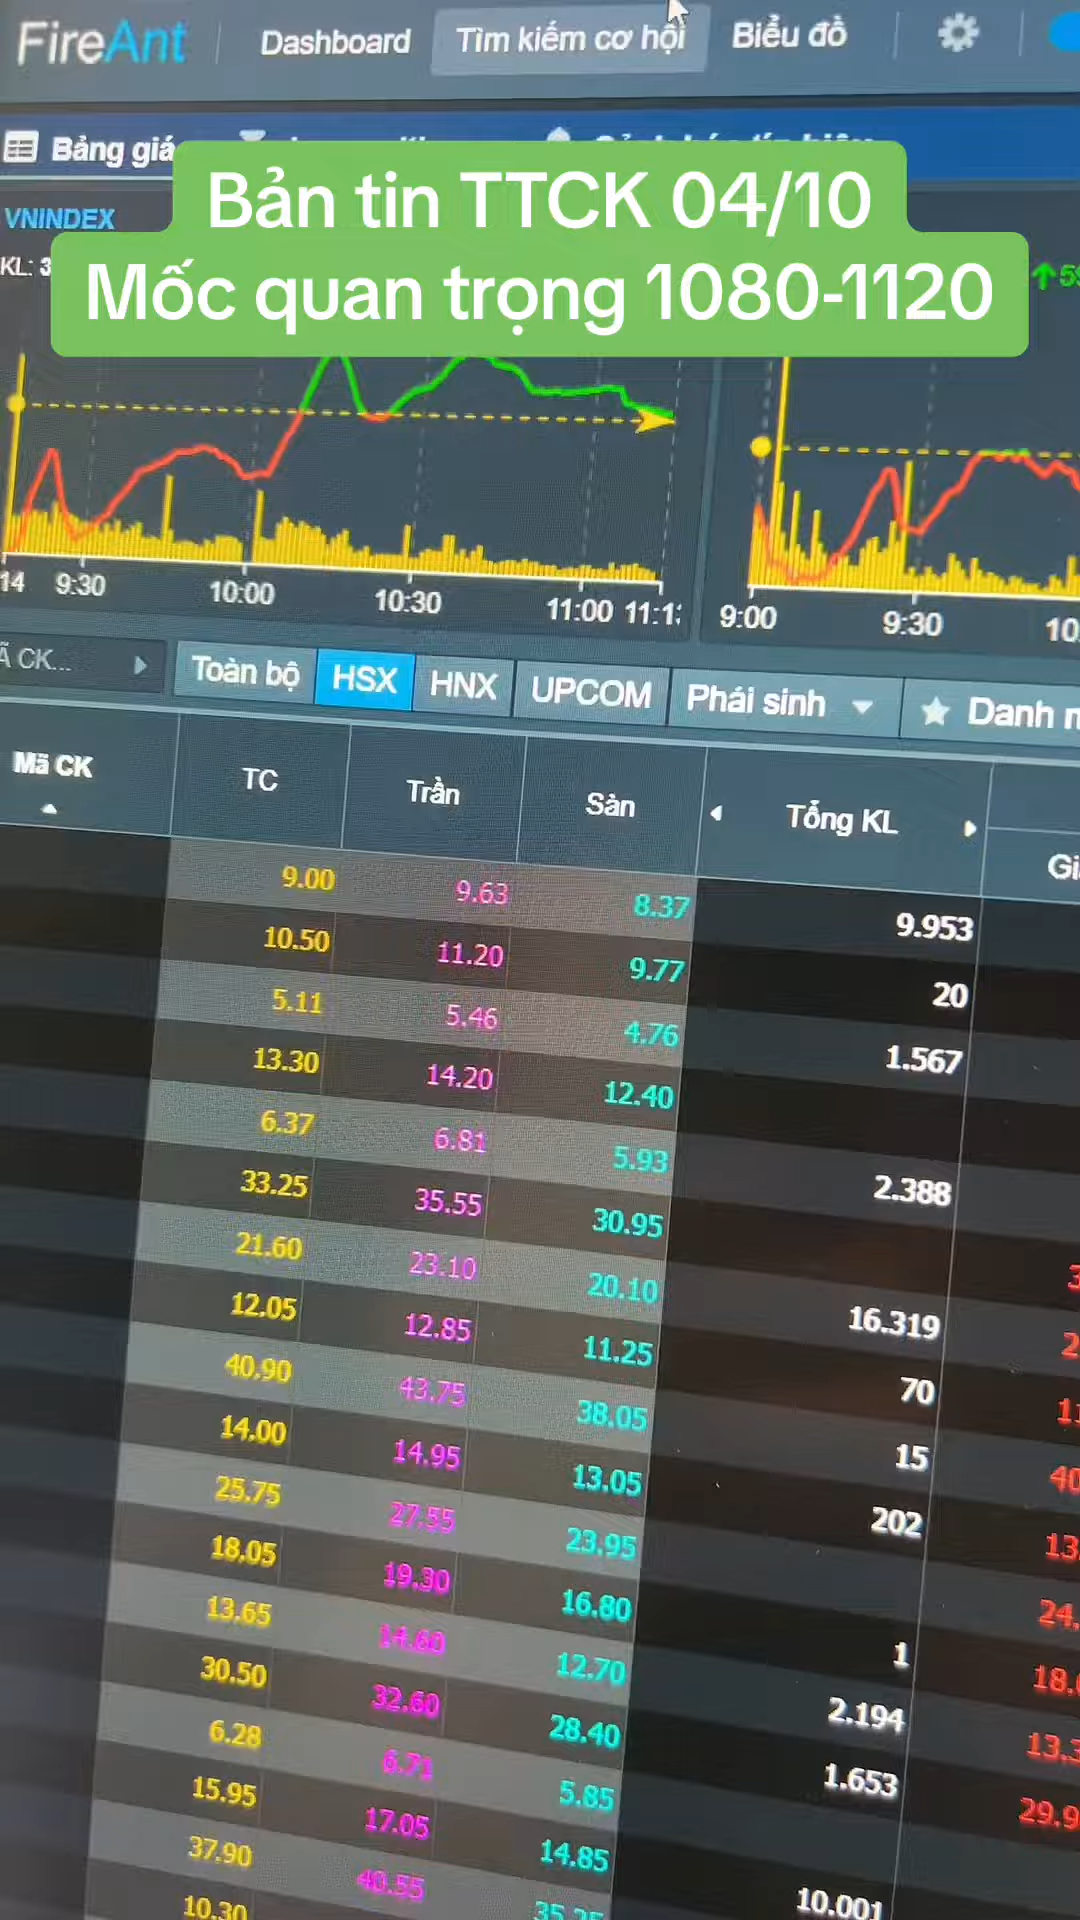 FireAnt
Dashboard
Tìm kiếm cơ hội
Biểu đồ
Bảng giá
Bản tin TTCK 04/10
Mốc quan trọng 1080-1120
VNINDEX
KL: 3
14 9:30 10:00 10:30 11:00
9:00 9:30
CK...
Toàn bộ HSX HNX UPCOM Phái sinh Danh
Mã CK TC Trần Sàn Tổng KL
9.00 9.63 8.37 9.953
10.50 11.20 9.77 20
5.11 5.46 4.76 1.567
13.30 14.20 12.40
6.37 6.81 5.93 2.388
33.25 35.55 30.95
21.60 23.10 20.10 16.319
12.05 12.85 11.25 70
40.90 43.75 38.05 15
14.00 14.95 13.05 202
25.75 27.55 23.95
18.05 19.30 16.80 1
13.65 14.60 12.70 2.194
30.50 32.60 28.40 1.653
6.28 6.71 5.85
15.95 17.05 14.85 10.001
37.90 40.55
10.30